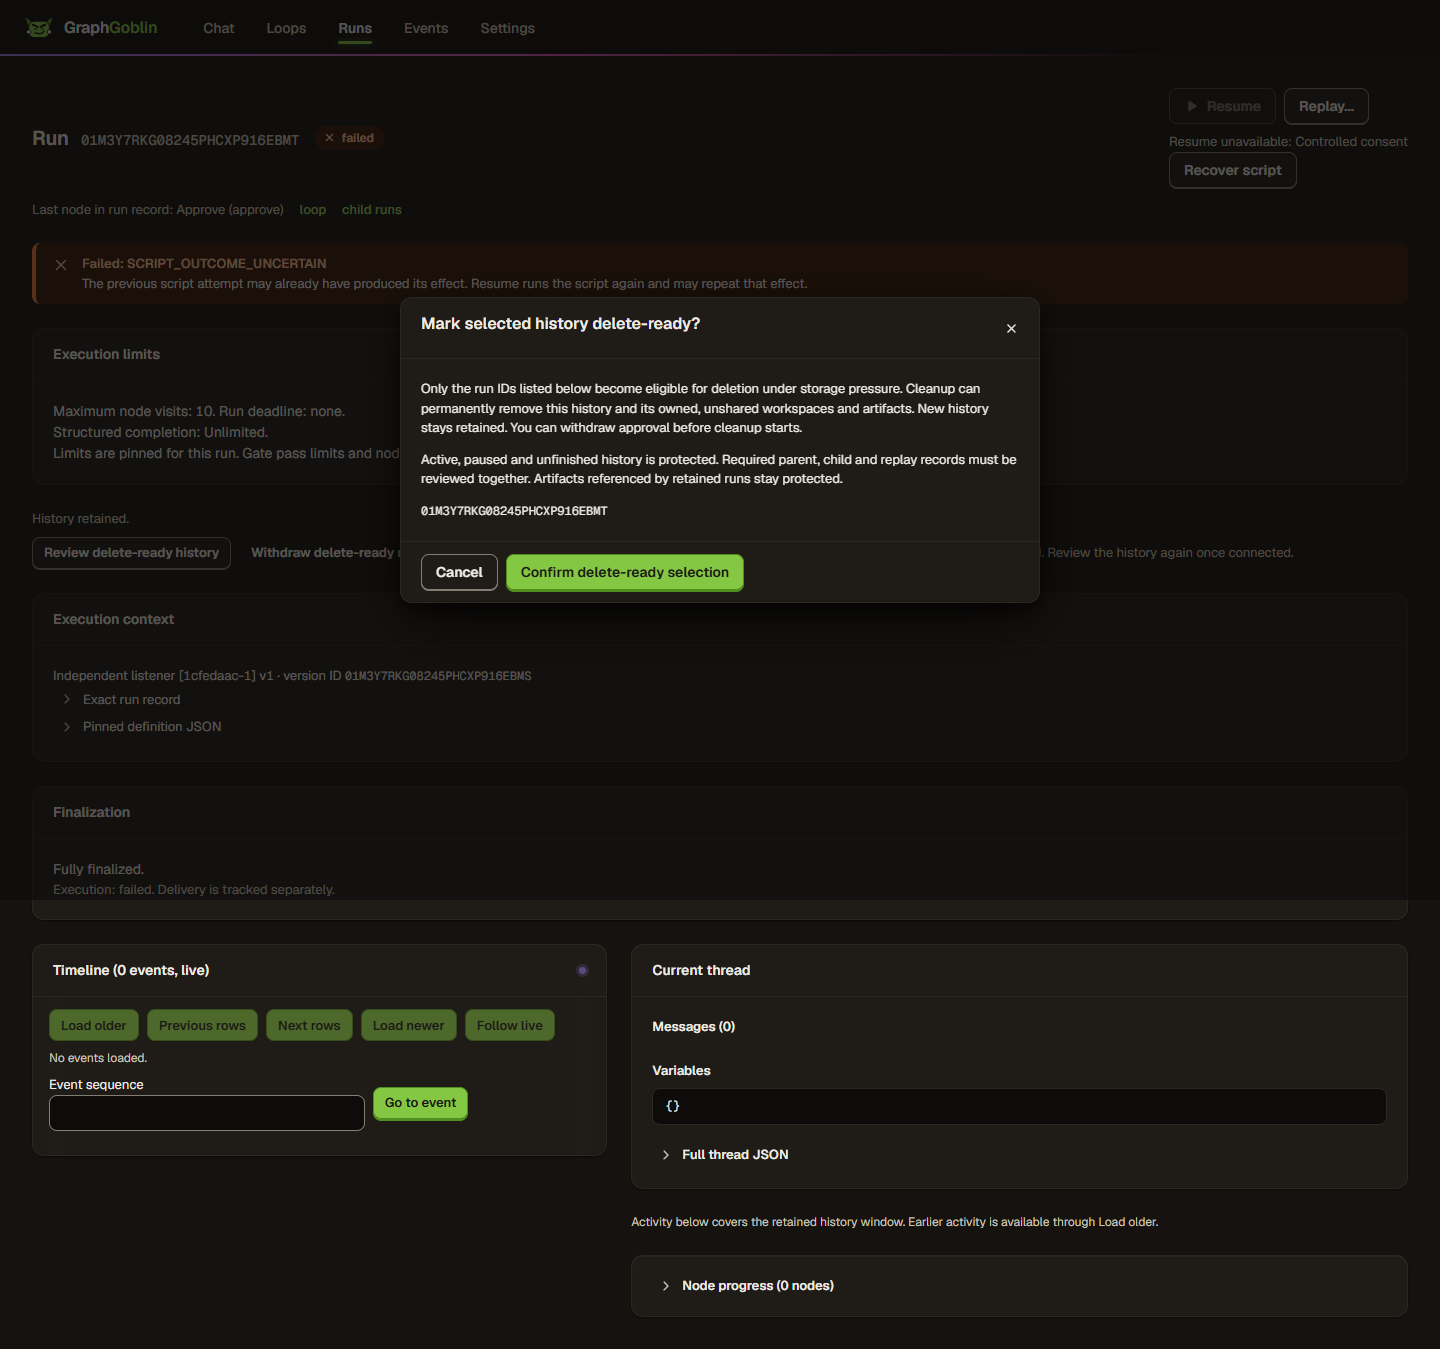 GraphGoblin
Chat
Loops
Runs
Events
Settings
Resume
Replay...
Run 01M3Y7RKG08245PHCXP916EBMT
failed
Resume unavailable: Controlled consent
Recover script
Last node in run record: Approve (approve)
loop
child runs
Failed: SCRIPT_OUTCOME_UNCERTAIN
The previous script attempt may already have produced its effect. Resume runs the script again and may repeat that effect.
Mark selected history delete-ready?
Only the run IDs listed below become eligible for deletion under storage pressure. Cleanup can
permanently remove this history and its owned, unshared workspaces and artifacts. New history
stays retained. You can withdraw approval before cleanup starts.
Active, paused and unfinished history is protected. Required parent, child and replay records must be
reviewed together. Artifacts referenced by retained runs stay protected.
01M3Y7RKG08245PHCXP916EBMT
Cancel
Confirm delete-ready selection
Execution limits
Maximum node visits: 10. Run deadline: none.
Structured completion: Unlimited.
Limits are pinned for this run. Gate pass limits and nod
History retained.
Review delete-ready history
Withdraw delete-ready
. Review the history again once connected.
Execution context
Independent listener [1cfedaac-1] v1 · version ID 01M3Y7RKG08245PHCXP916EBMS
Exact run record
Pinned definition JSON
Finalization
Fully finalized.
Execution: failed. Delivery is tracked separately.
Timeline (0 events, live)
Load older
Previous rows
Next rows
Load newer
Follow live
No events loaded.
Event sequence
Go to event
Current thread
Messages (0)
Variables
{}
Full thread JSON
Activity below covers the retained history window. Earlier activity is available through Load older.
Node progress (0 nodes)